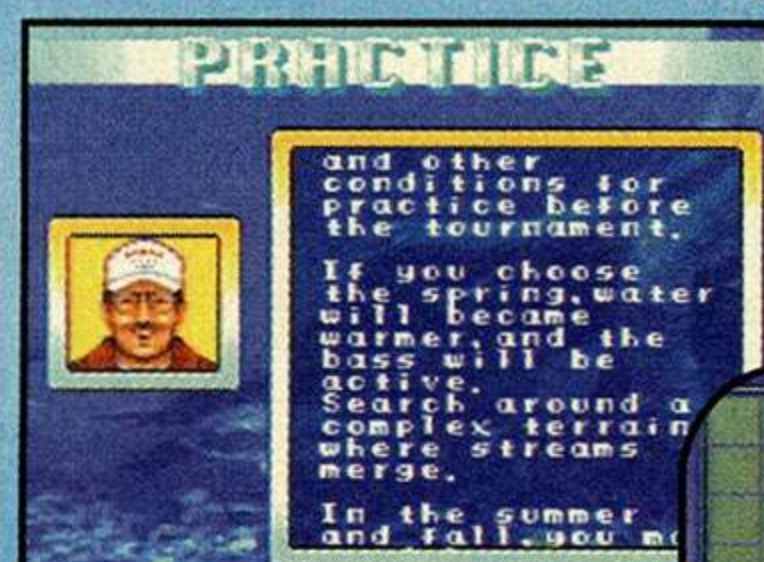 PRACTICE
and other
conditions for
practice before
the tournament.
If you choose
the spring,water
will became
warmer,and the
bass will be
active.
Search around a
complex terrain
where streams
merge.
In the summer
and fall,you